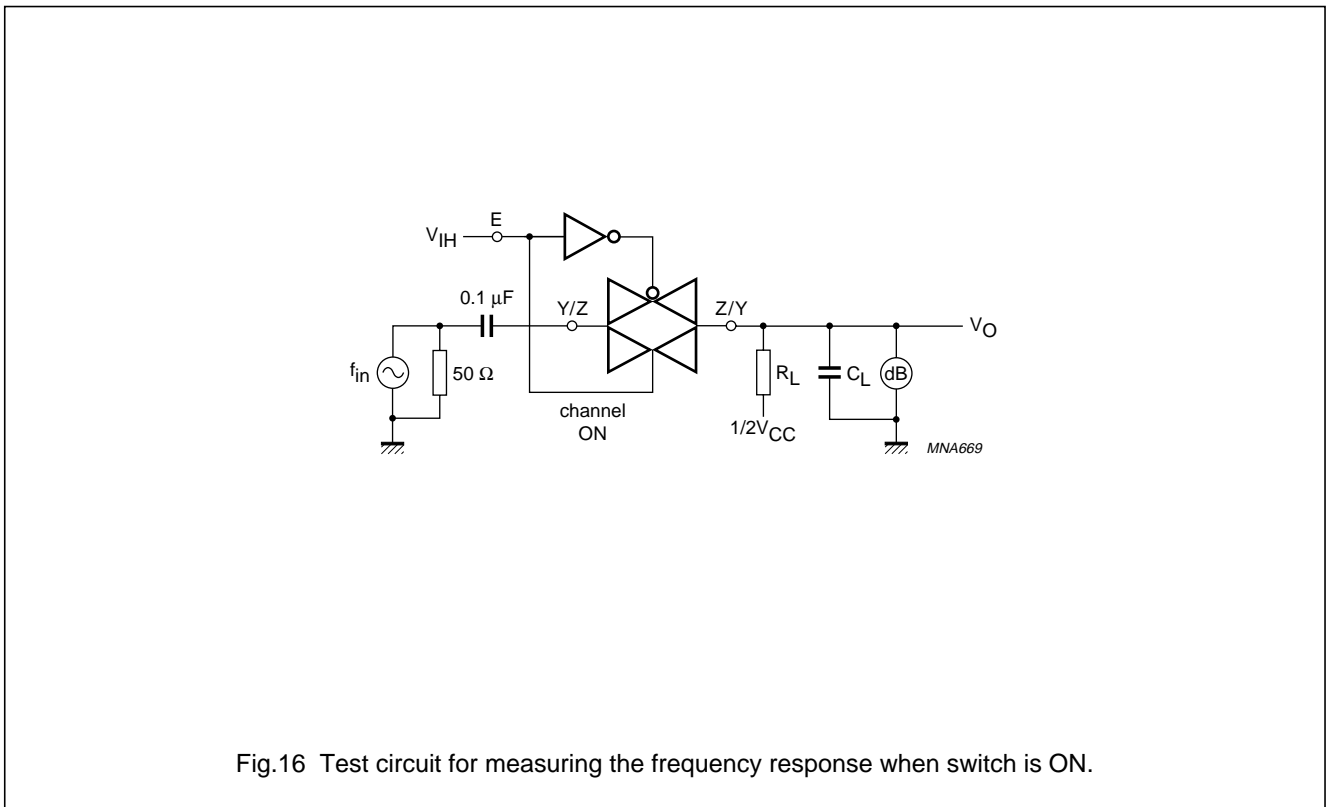 E
V_IH
0.1 μF
Y/Z
Z/Y
V_O
f_in
50 Ω
R_L
C_L
dB
channel
ON
1/2V_CC
MNA669
Fig.16 Test circuit for measuring the frequency response when switch is ON.